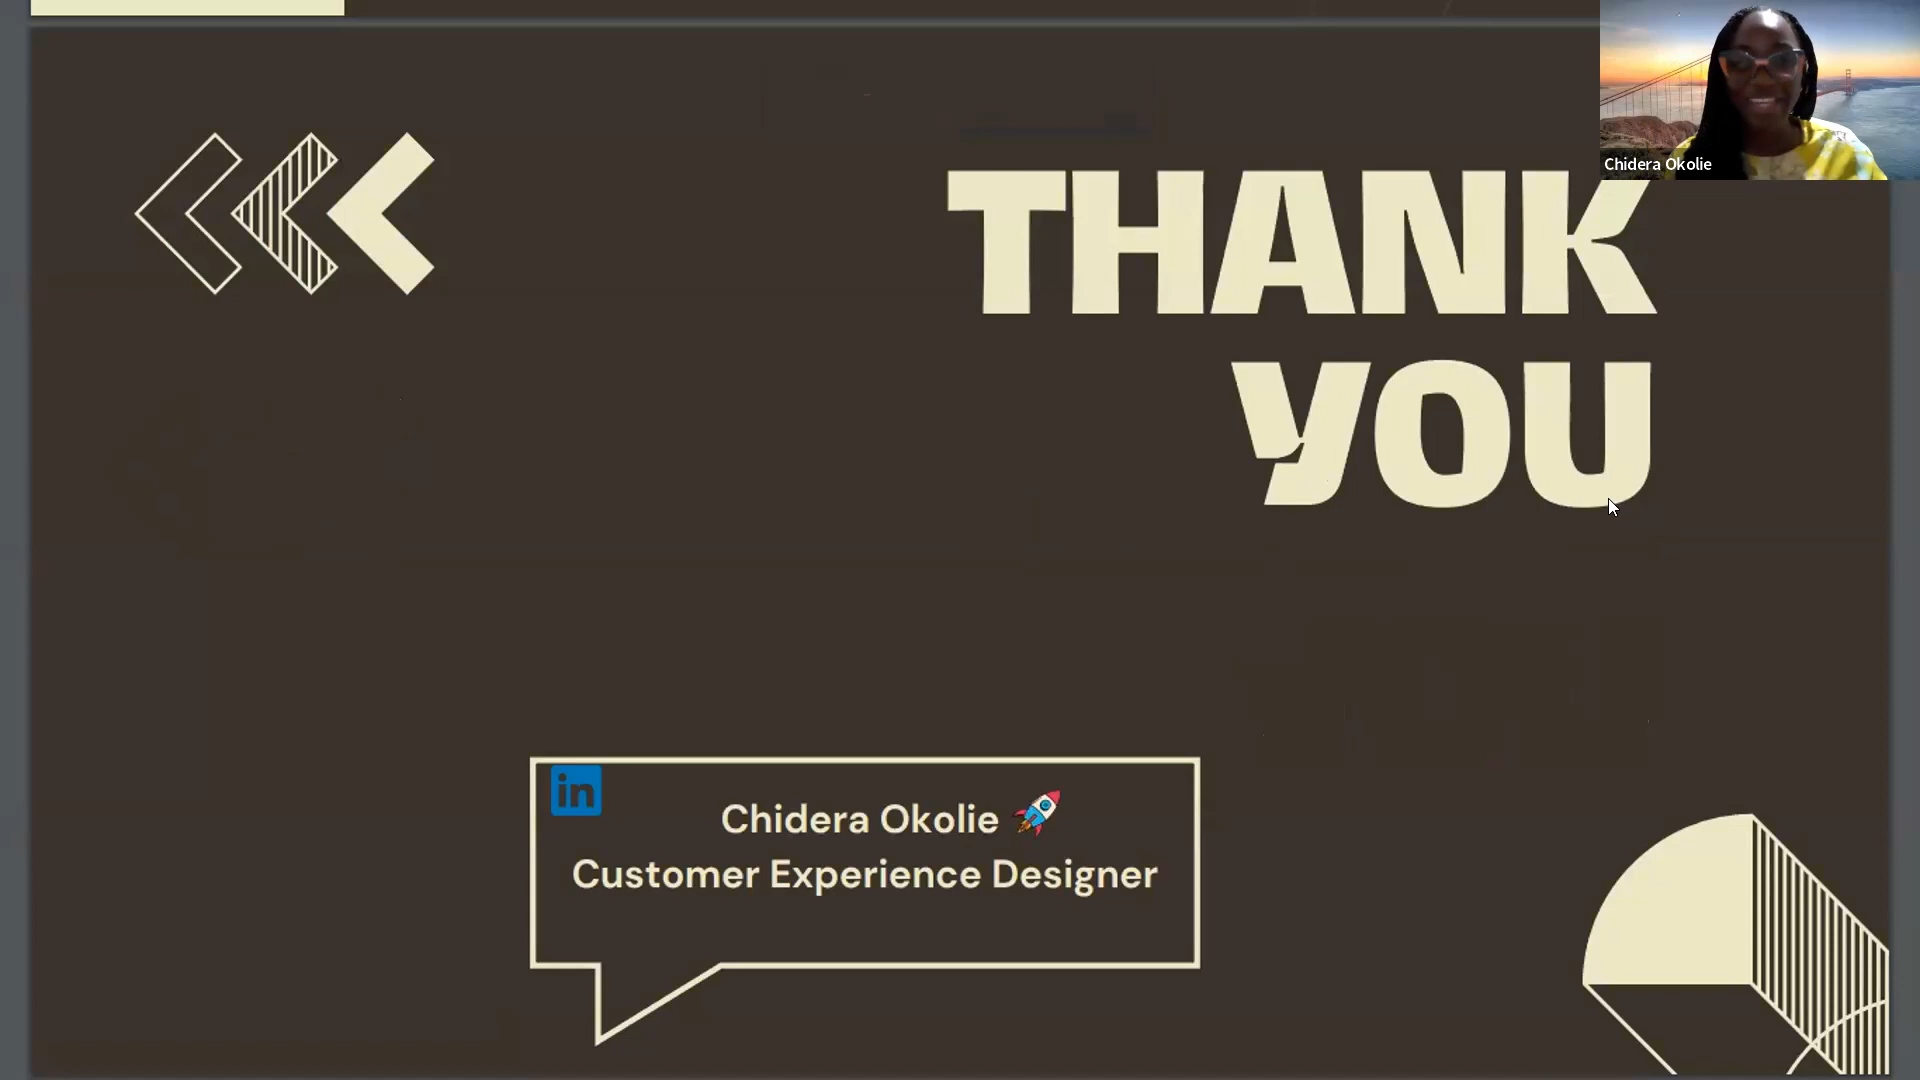 Chidera Okolie
THANK
YOU
in
Chidera Okolie 🚀
Customer Experience Designer